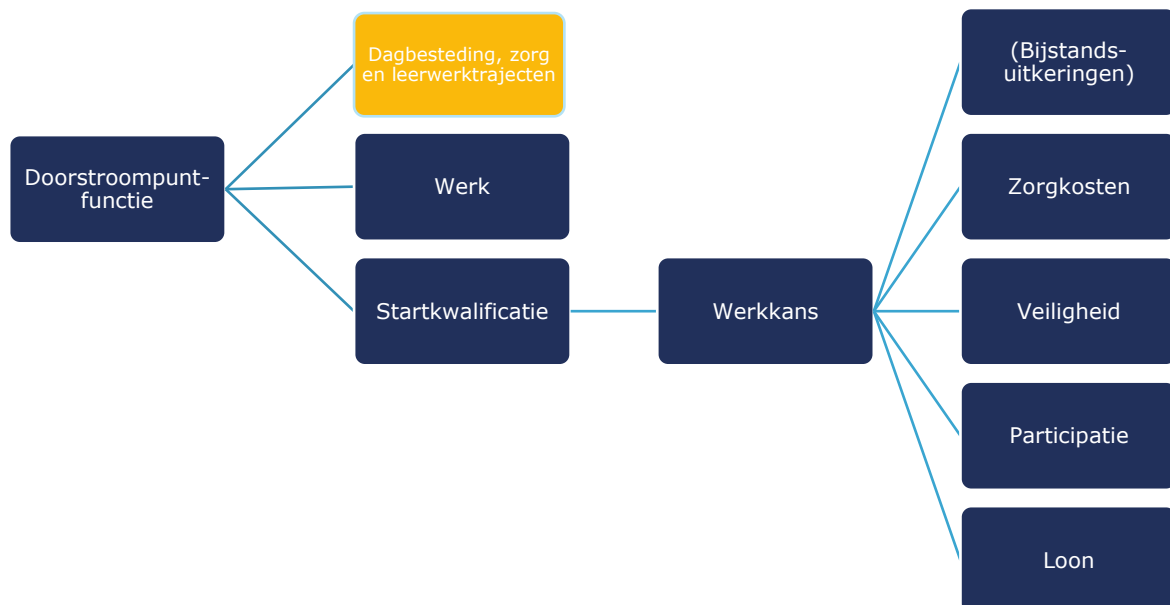 Doorstroompunt-
functie
Dagbesteding, zorg
en leerwerktrajecten
Werk
Startkwalificatie
Werkkans
(Bijstands-
uitkeringen)
Zorgkosten
Veiligheid
Participatie
Loon